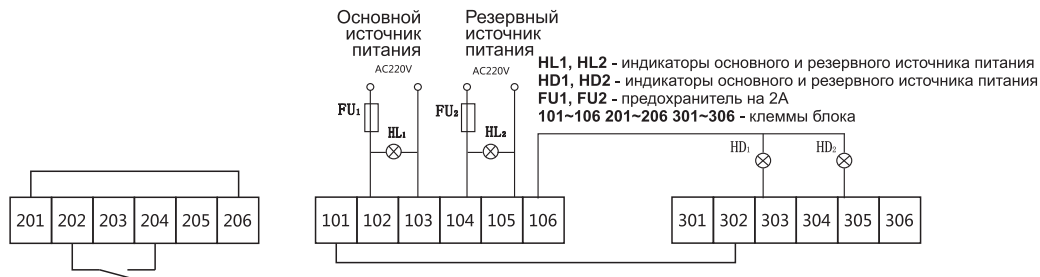 Основной
источник
питания
AC220V
Резервный
источник
питания
AC220V
HL1, HL2 - индикаторы основного и резервного источника питания
HD1, HD2 - индикаторы основного и резервного источника питания
FU1, FU2 - предохранитель на 2А
101~106 201~206 301~306 - клеммы блока
FU₁
HL₁
FU₂
HL₂
HD₁
HD₂
201 202 203 204 205 206
101 102 103 104 105 106
301 302 303 304 305 306